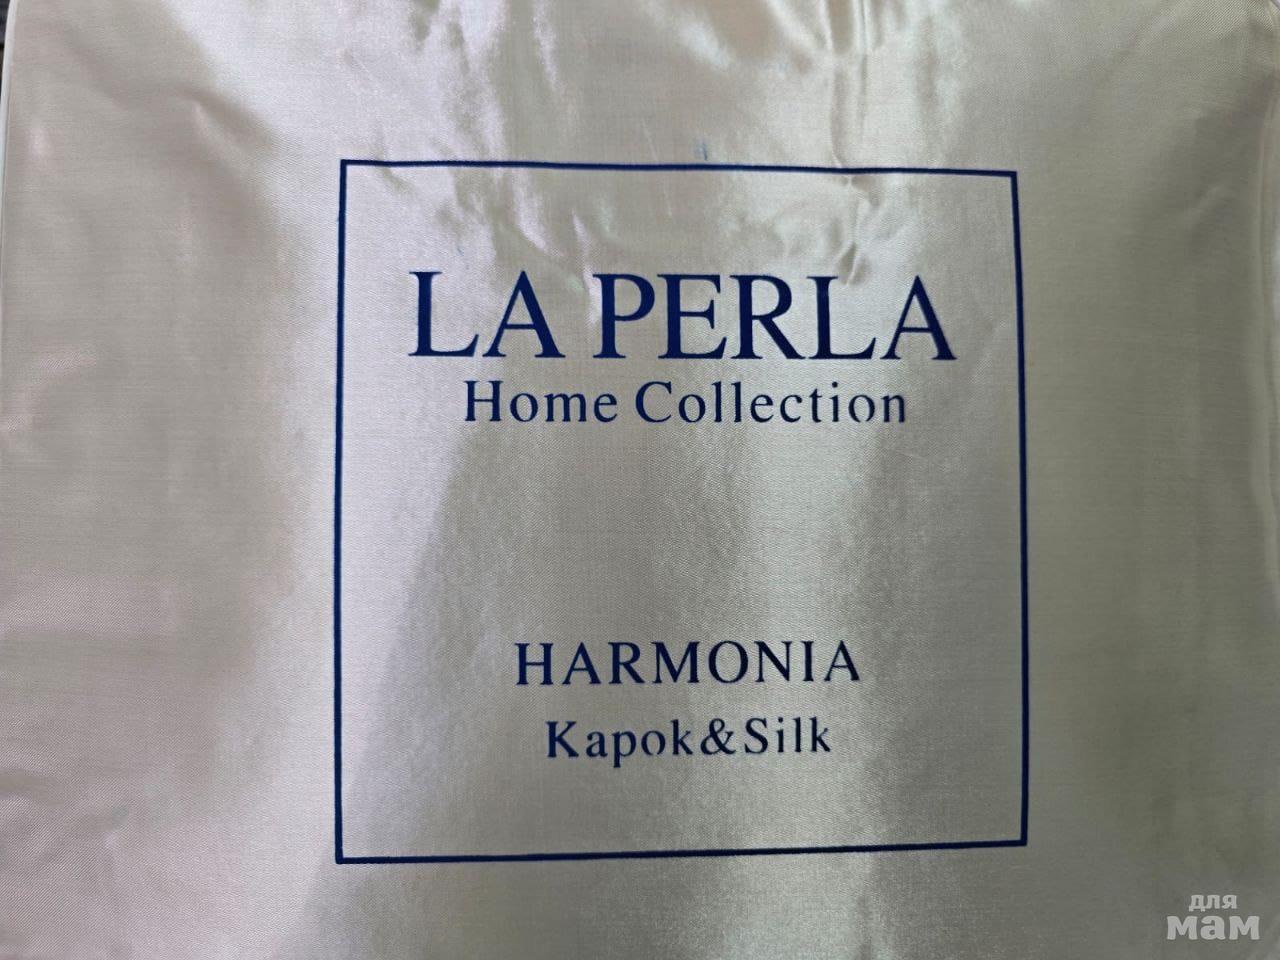 LA PERLA
Home Collection
HARMONIA
Kapok&Silk
для
мам